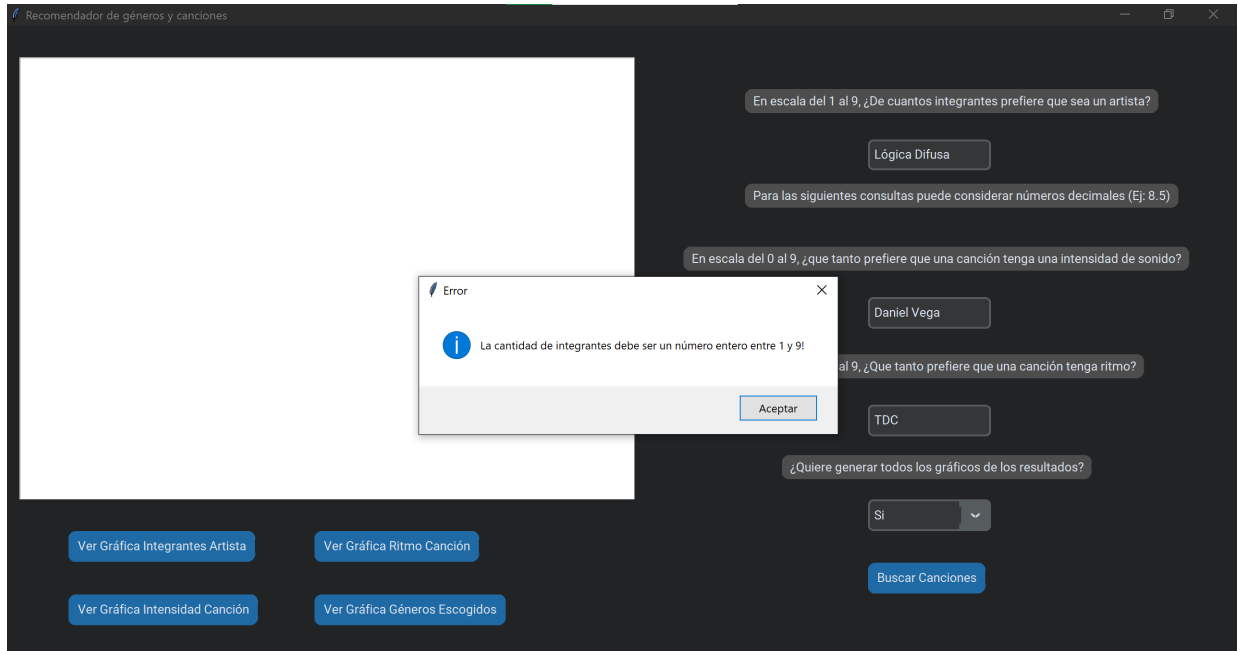 Recomendador de géneros y canciones
En escala del 1 al 9, ¿De cuantos integrantes prefiere que sea un artista?
Lógica Difusa
Para las siguientes consultas puede considerar números decimales (Ej: 8.5)
En escala del 0 al 9, ¿que tanto prefiere que una canción tenga una intensidad de sonido?
Error
La cantidad de integrantes debe ser un número entero entre 1 y 9!
Aceptar
Daniel Vega
al 9, ¿Que tanto prefiere que una canción tenga ritmo?
TDC
¿Quiere generar todos los gráficos de los resultados?
Si
Buscar Canciones
Ver Gráfica Integrantes Artista
Ver Gráfica Ritmo Canción
Ver Gráfica Intensidad Canción
Ver Gráfica Géneros Escogidos